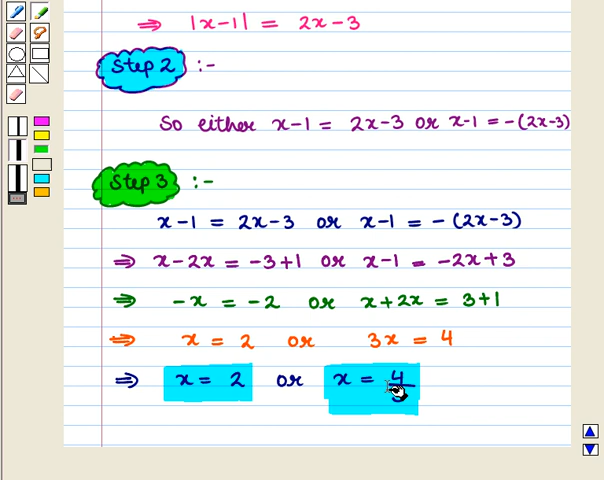 ⇒ |x-1| = 2x-3
Step 2 :-
So either x-1 = 2x-3 or x-1 = -(2x-3)
Step 3 :-
x-1 = 2x-3 or x-1 = -(2x-3)
⇒ x-2x = -3+1 or x-1 = -2x+3
⇒ -x = -2 or x+2x = 3+1
⇒ x = 2 or 3x = 4
⇒ x = 2 or x = 4/